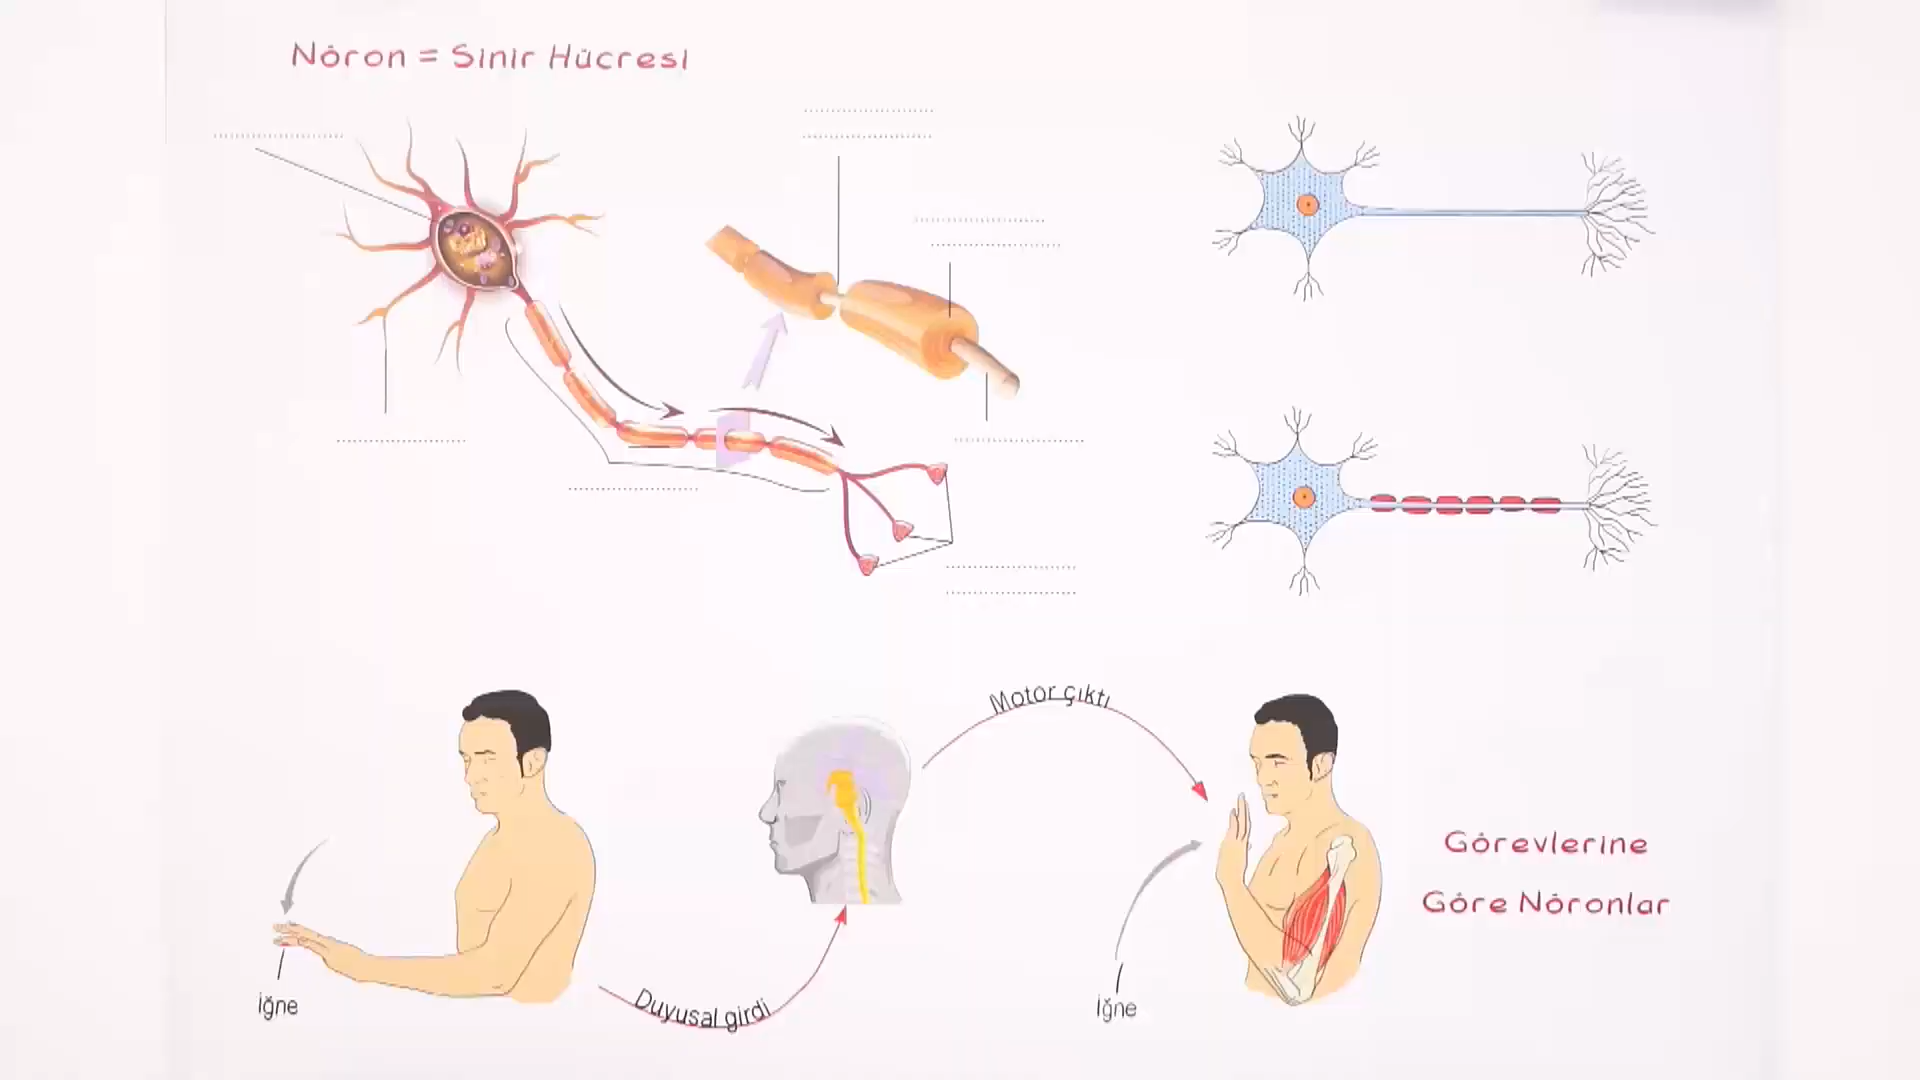 Nöron = Sinir Hücresi
Motor çıktı
Görevlerine
Göre Nöronlar
İğne
Duyusal girdi
İğne